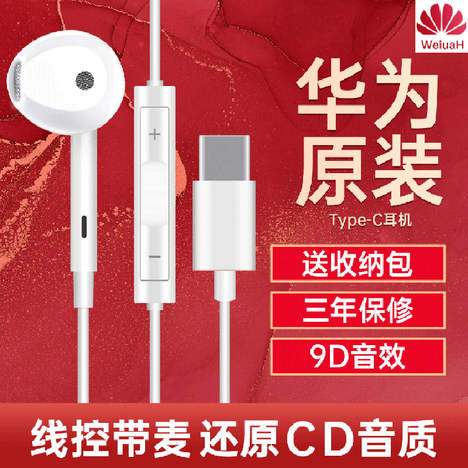 WeiuaH
华为
原装
Type-C耳机
送收纳包
三年保修
9D音效
线控带麦 还原CD音质